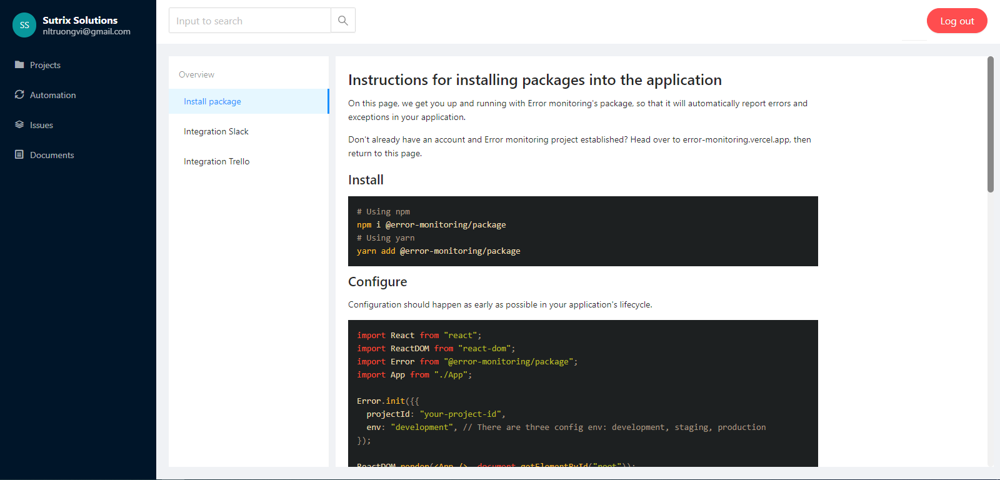 SS
Sutrix Solutions
nltruongvi@gmail.com
Projects
Automation
Issues
Documents
Input to search
Log out
Overview
Install package
Integration Slack
Integration Trello
Instructions for installing packages into the application
On this page, we get you up and running with Error monitoring's package, so that it will automatically report errors and
exceptions in your application.
Don't already have an account and Error monitoring project established? Head over to error-monitoring.vercel.app, then
return to this page.
Install
# Using npm
npm i @error-monitoring/package
# Using yarn
yarn add @error-monitoring/package
Configure
Configuration should happen as early as possible in your application's lifecycle.
import React from "react";
import ReactDOM from "react-dom";
import Error from "@error-monitoring/package";
import App from "./App";
Error.init({{
  projectId: "your-project-id",
  env: "development", // There are three config env: development, staging, production
});
ReactDOM.render(<App />, document.getElementById("root"));